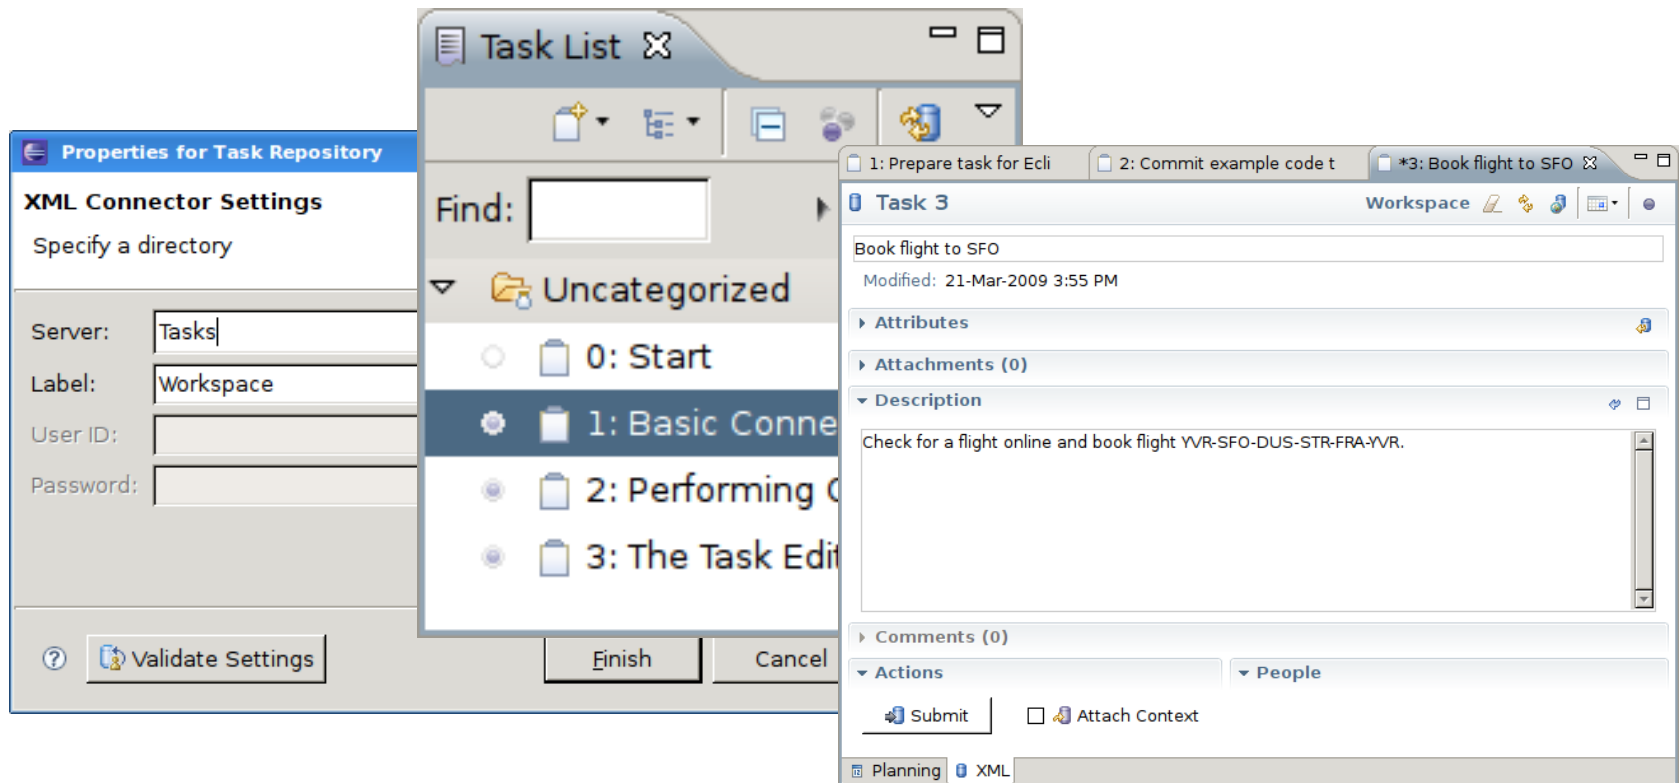 Properties for Task Repository
XML Connector Settings
Specify a directory
Server: Tasks
Label: Workspace
User ID:
Password:
Validate Settings
Finish
Cancel
Task List
Find:
Uncategorized
0: Start
1: Basic Conne
2: Performing
3: The Task Edit
1: Prepare task for Ecli
2: Commit example code t
*3: Book flight to SFO
Task 3
Workspace
Book flight to SFO
Modified: 21-Mar-2009 3:55 PM
Attributes
Attachments (0)
Description
Check for a flight online and book flight YVR-SFO-DUS-STR-FRA-YVR.
Comments (0)
Actions
People
Submit
Attach Context
Planning
XML